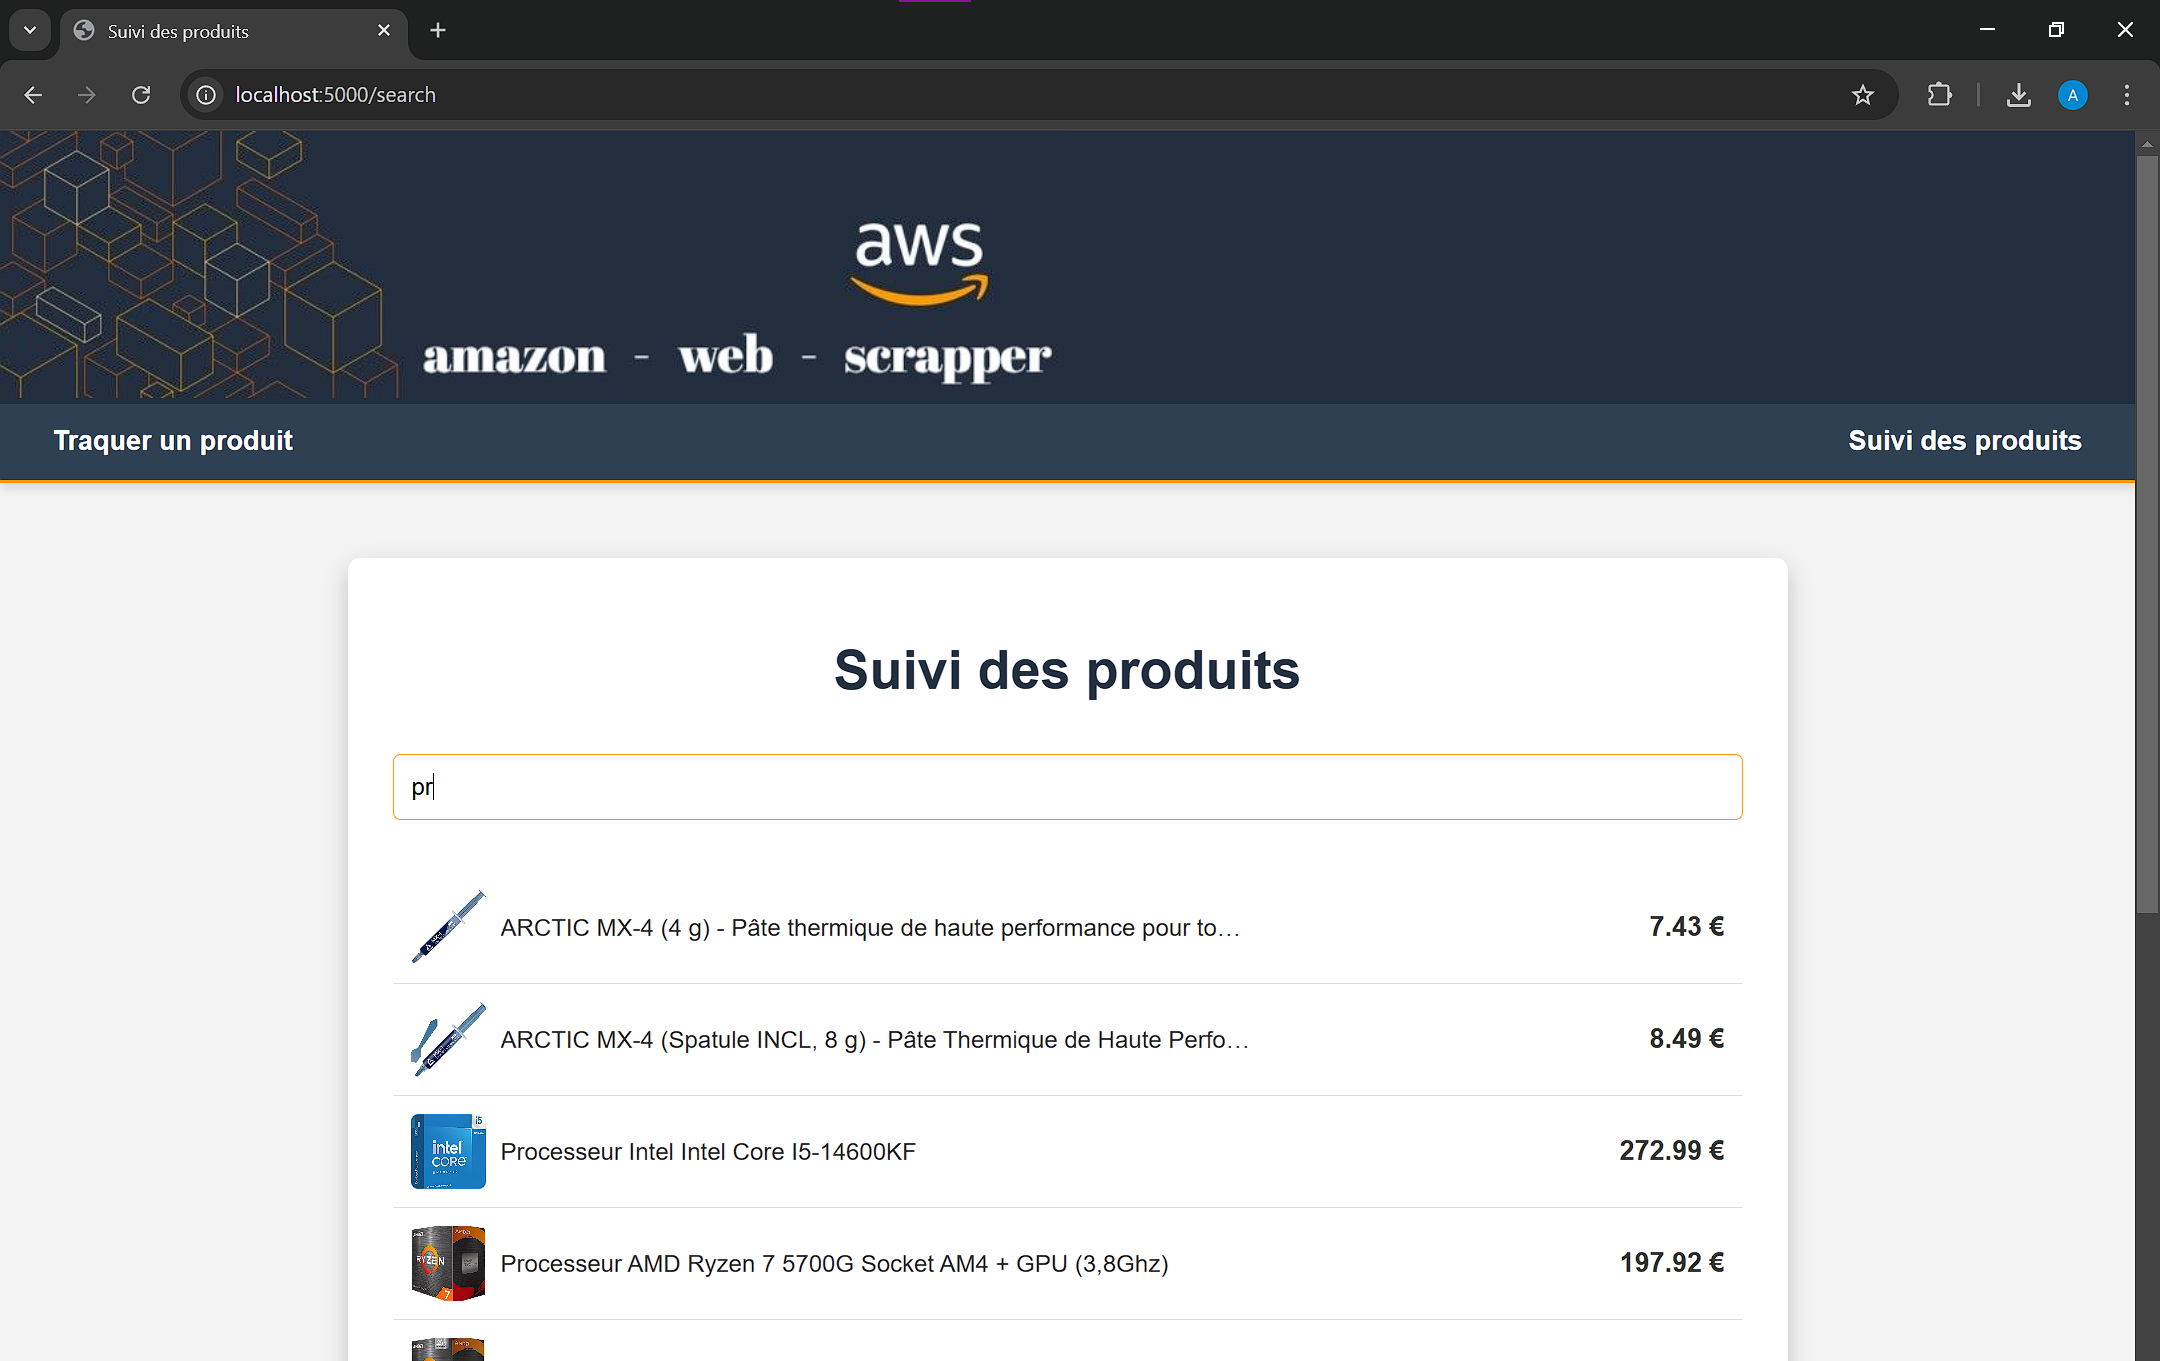 Suivi des produits
localhost:5000/search
A
aws
amazon - web - scrapper
Traquer un produit
Suivi des produits
Suivi des produits
pr
ARCTIC MX-4 (4 g) - Pâte thermique de haute performance pour to…
7.43 €
ARCTIC MX-4 (Spatule INCL, 8 g) - Pâte Thermique de Haute Perfo…
8.49 €
i5
intel
CORE
Processeur Intel Intel Core I5-14600KF
272.99 €
RYZEN
7
Processeur AMD Ryzen 7 5700G Socket AM4 + GPU (3,8Ghz)
197.92 €